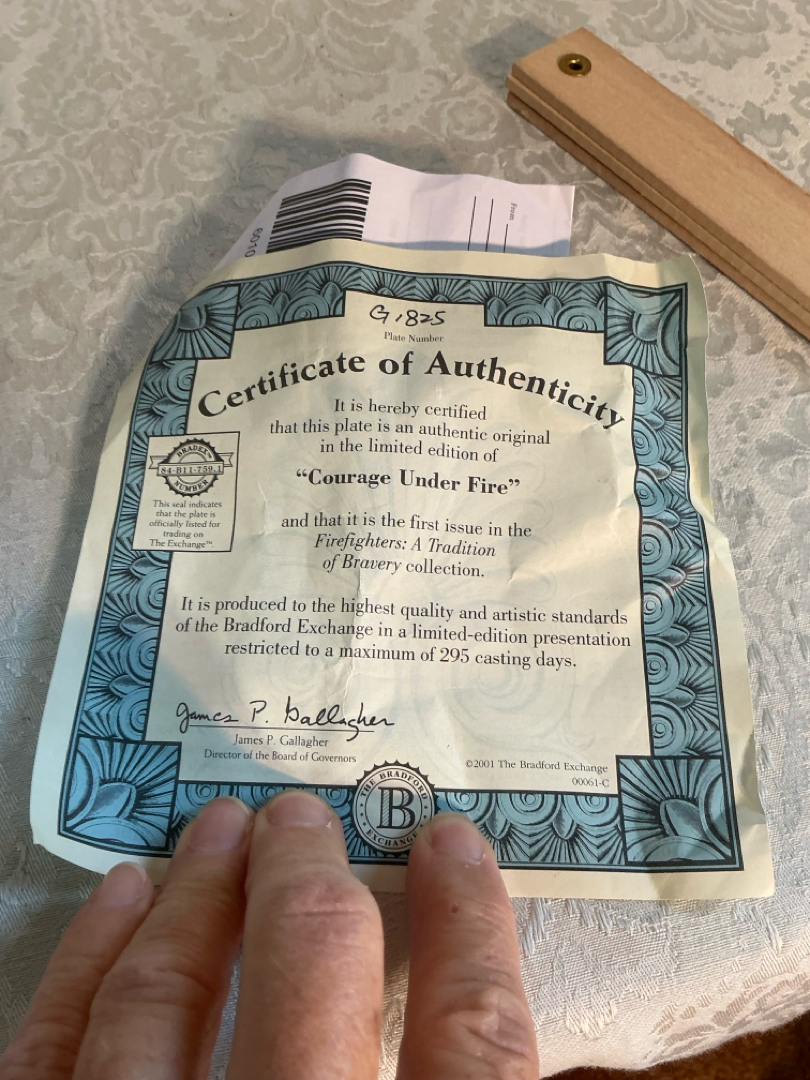 6010
From
G1825
Plate Number
Certificate of Authenticity
It is hereby certified
that this plate is an authentic original
in the limited edition of
“Courage Under Fire”
and that it is the first issue in the
Firefighters: A Tradition
of Bravery collection.
BRADEX™
84-B11-759.1
NUMBER
This seal indicates
that the plate is
officially listed for
trading on
The Exchange™.
It is produced to the highest quality and artistic standards
of the Bradford Exchange in a limited-edition presentation
restricted to a maximum of 295 casting days.
James P. Gallagher
James P. Gallagher
Director of the Board of Governors
©2001 The Bradford Exchange
00061-C
THE BRADFORD
B
EXCHANGE